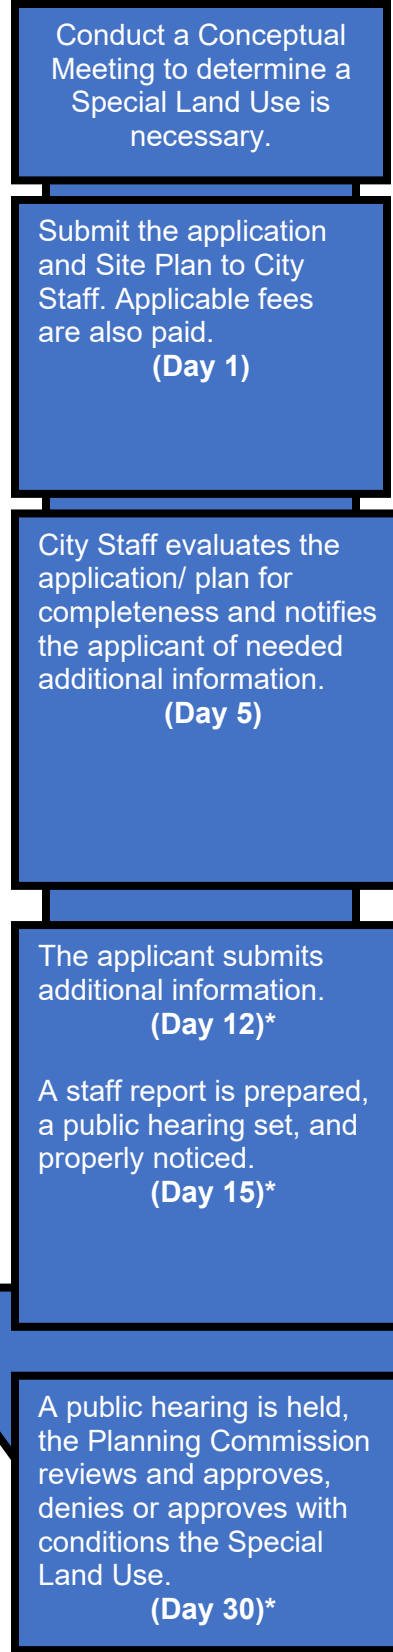 Conduct a Conceptual
Meeting to determine a
Special Land Use is
necessary.
Submit the application
and Site Plan to City
Staff. Applicable fees
are also paid.
(Day 1)
City Staff evaluates the
application/ plan for
completeness and notifies
the applicant of needed
additional information.
(Day 5)
The applicant submits
additional information.
(Day 12)*
A staff report is prepared,
a public hearing set, and
properly noticed.
(Day 15)*
A public hearing is held,
the Planning Commission
reviews and approves,
denies or approves with
conditions the Special
Land Use.
(Day 30)*